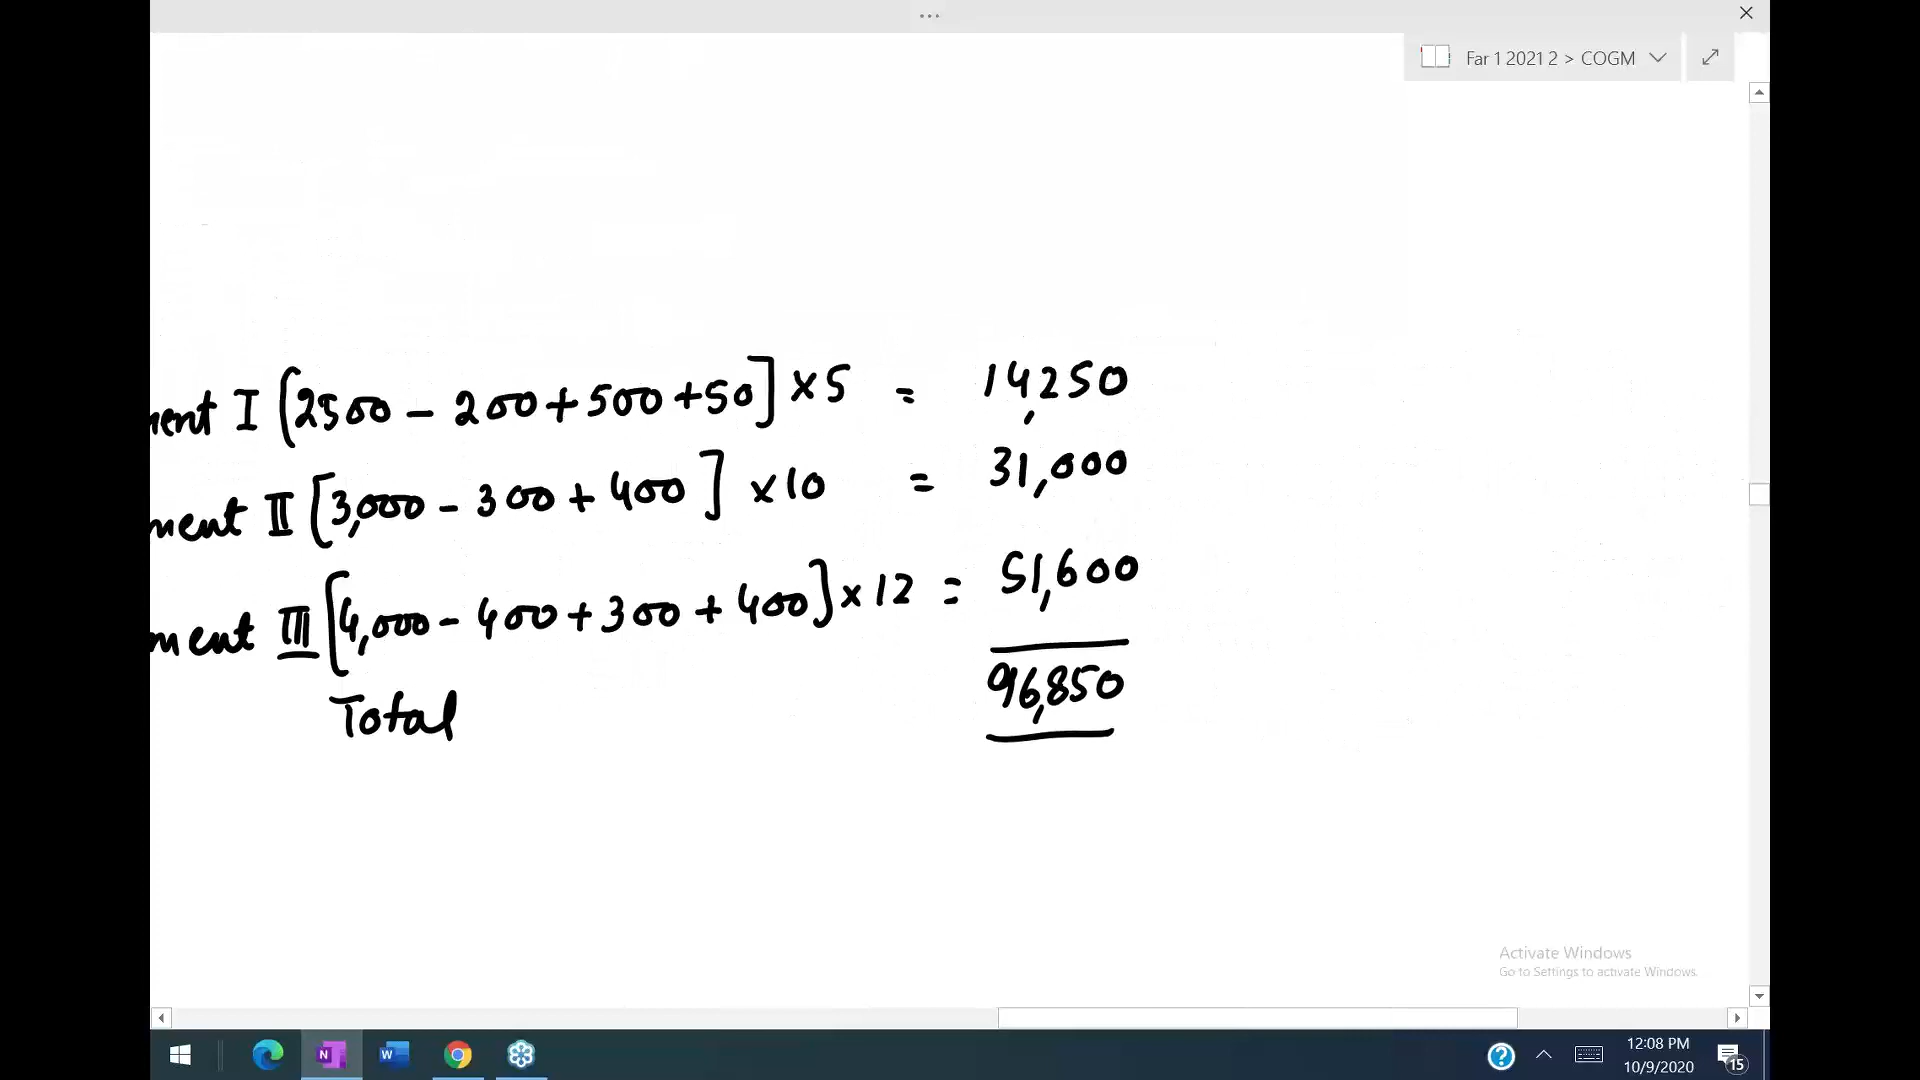 ...
Far 1 2021 2 > COGM
ment I [2500 - 200 + 500 + 50] × 5 = 14,250
ment II [3,000 - 300 + 400] × 10 = 31,000
ment III [4,000 - 400 + 300 + 400] × 12 = 51,600
Total 96,850
Activate Windows
Go to Settings to activate Windows.
12:08 PM
10/9/2020
15